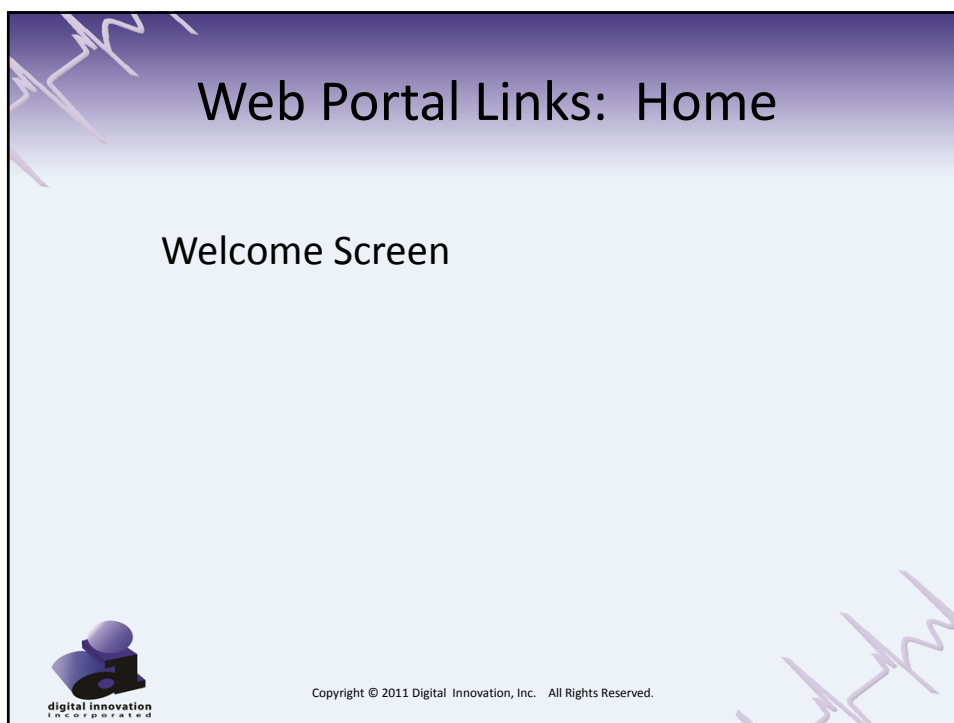 Web Portal Links: Home
Welcome Screen
digital innovation
incorporated
Copyright © 2011 Digital Innovation, Inc. All Rights Reserved.